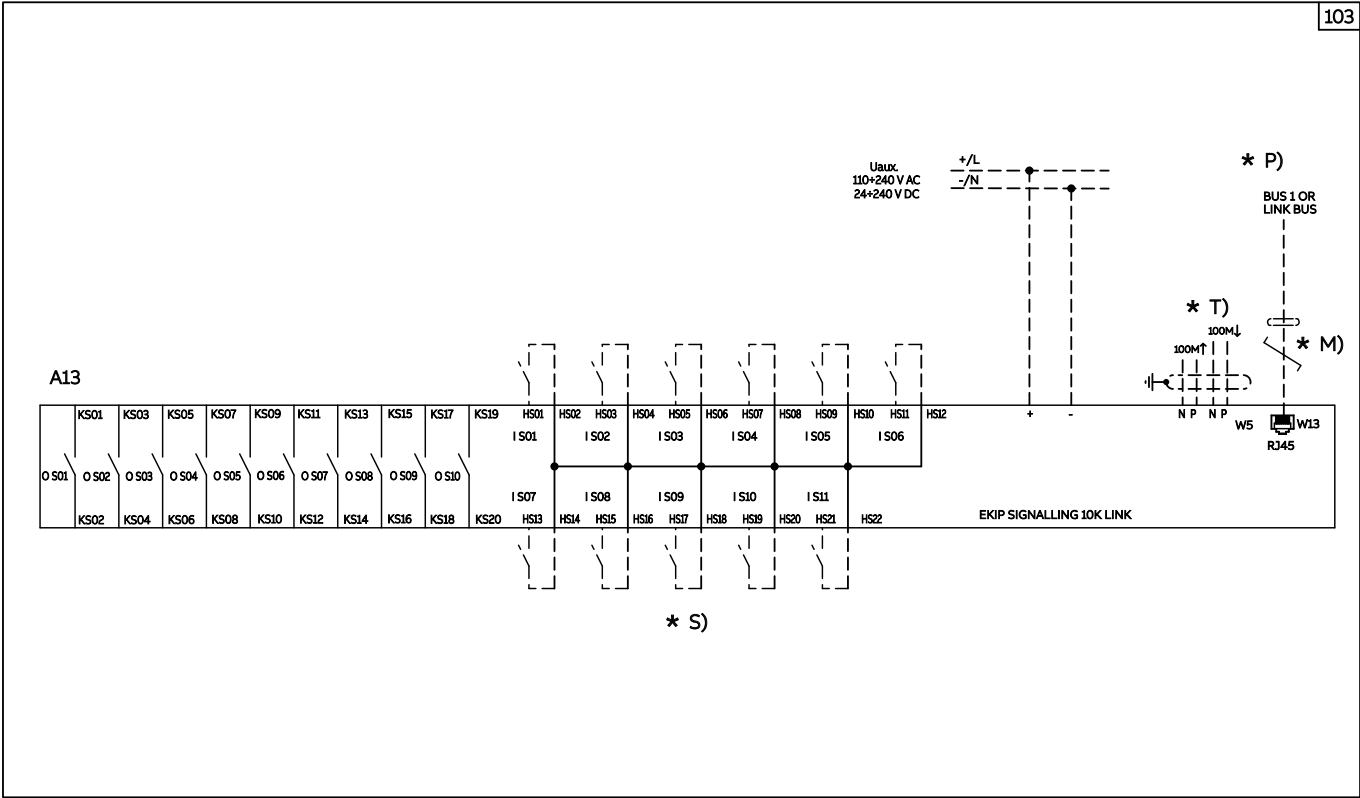 103
* P)
Uaux.
110÷240 V AC
24÷240 V DC
+/L
-/N
BUS 1 OR
LINK BUS
* T)
100M↓
100M↑
* M)
A13
KS01 KS03 KS05 KS07 KS09 KS11 KS13 KS15 KS17 KS19 HS01 HS02 HS03 HS04 HS05 HS06 HS07 HS08 HS09 HS10 HS11 HS12 + - N P N P
W5 W13
RJ45
I S01 I S02 I S03 I S04 I S05 I S06
O S01 O S02 O S03 O S04 O S05 O S06 O S07 O S08 O S09 O S10
I S07 I S08 I S09 I S10 I S11
KS02 KS04 KS06 KS08 KS10 KS12 KS14 KS16 KS18 KS20 HS13 HS14 HS15 HS16 HS17 HS18 HS19 HS20 HS21 HS22
EKIP SIGNALLING 10K LINK
* S)